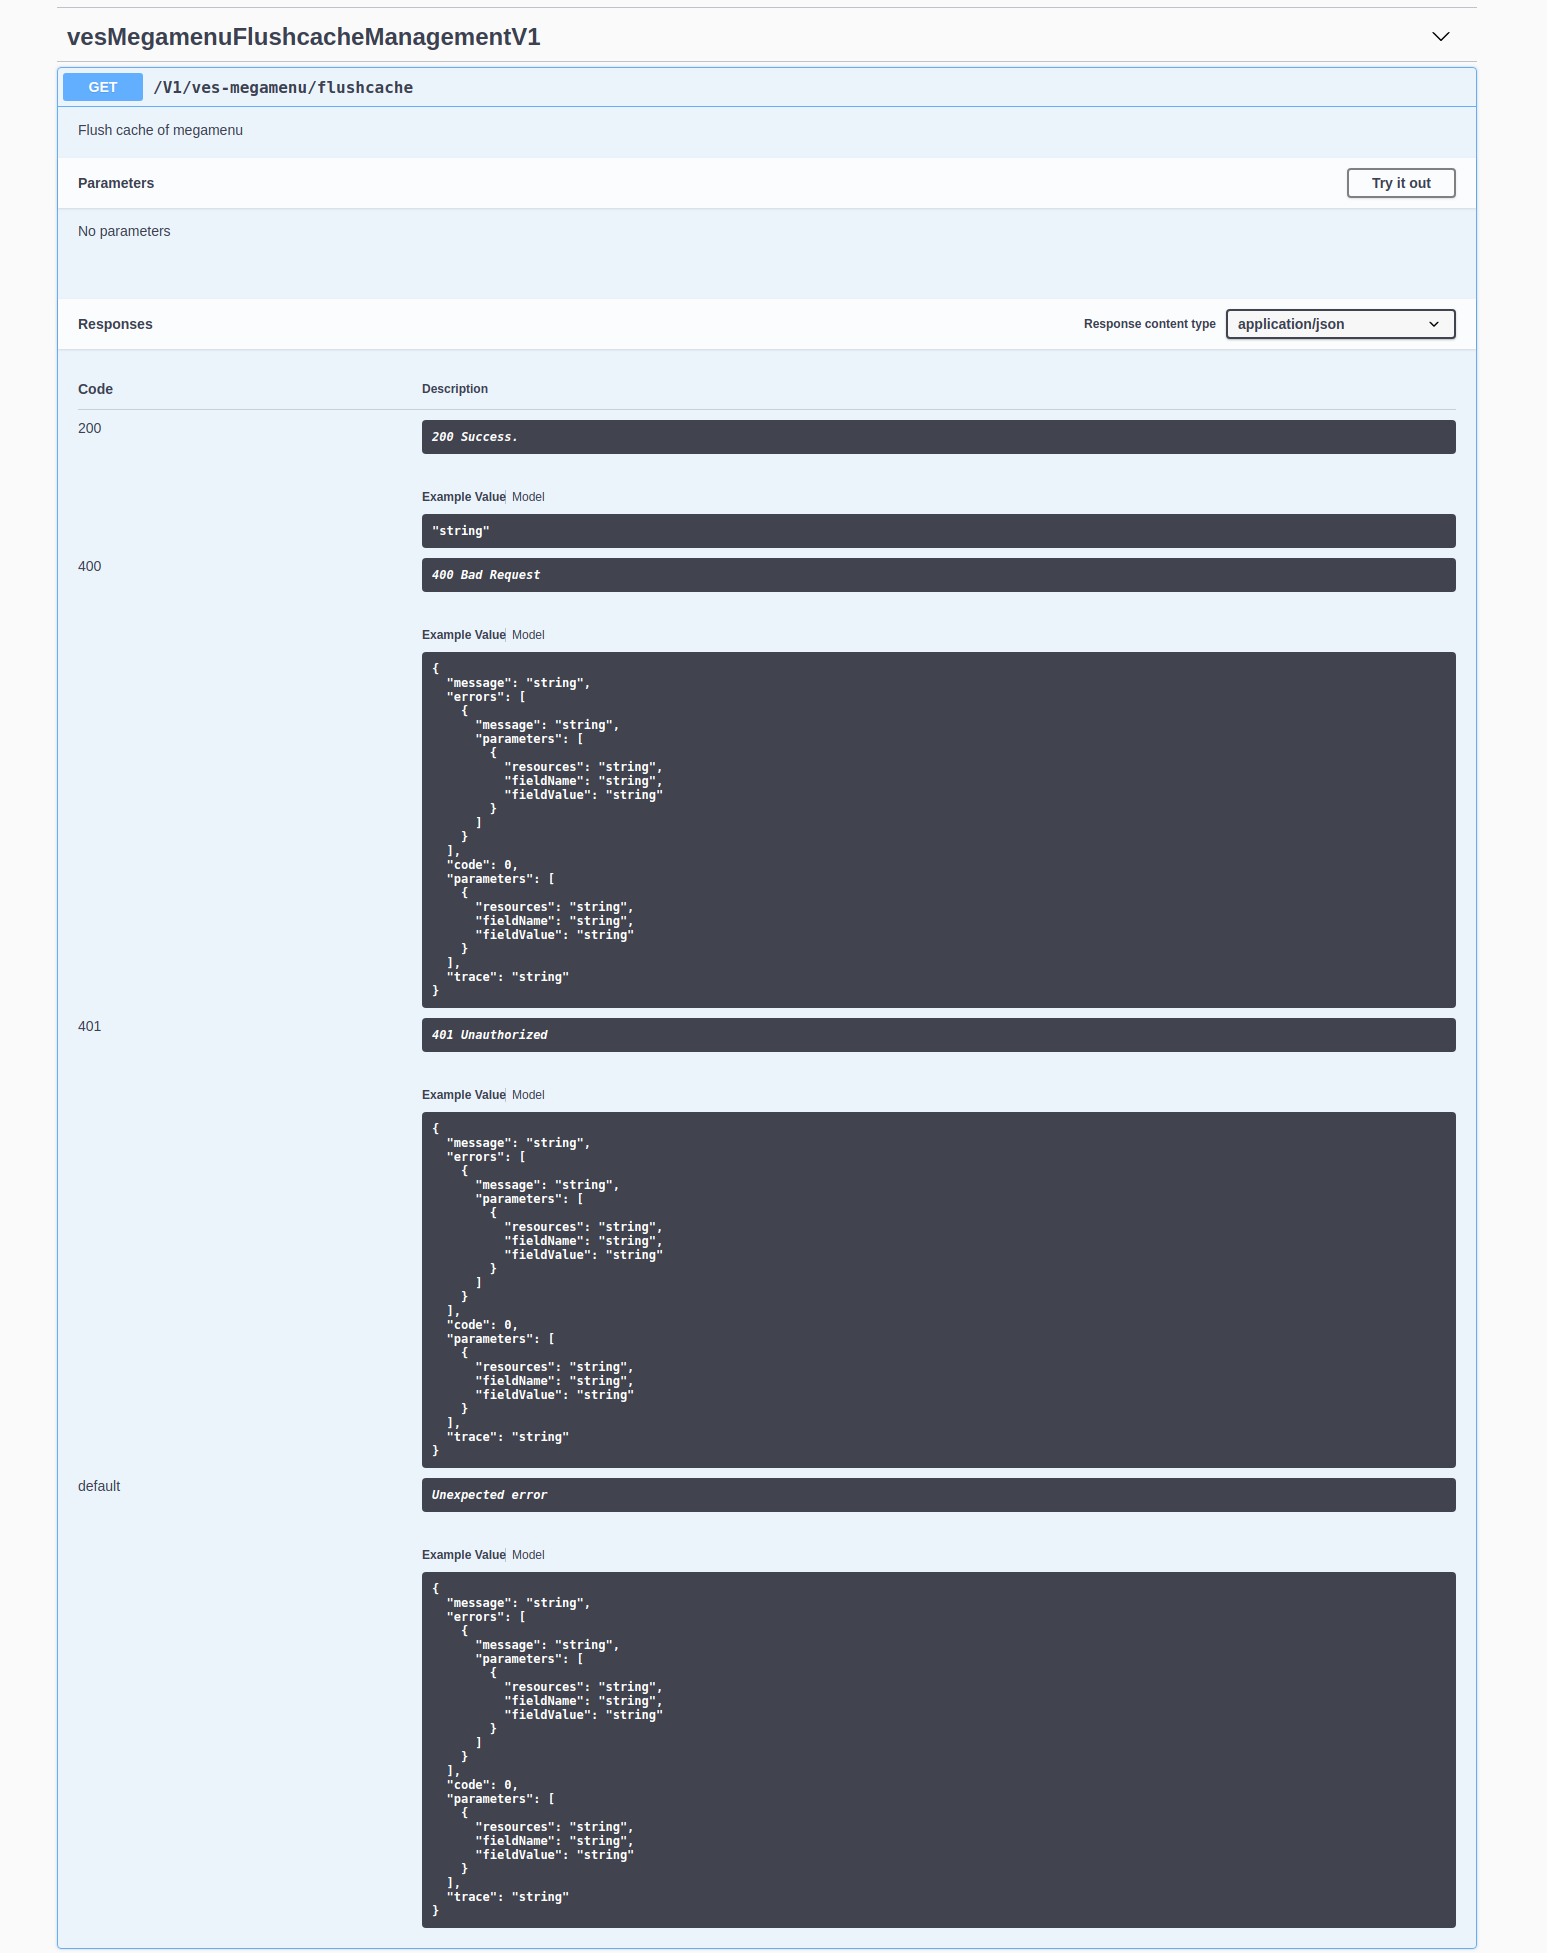 vesMegamenuFlushcacheManagementV1
GET /V1/ves-megamenu/flushcache
Flush cache of megamenu
Parameters Try it out
No parameters
Responses Response content type application/json
Code Description
200 200 Success.
Example Value Model
"string"
400 400 Bad Request
Example Value Model
{
  "message": "string",
  "errors": [
    {
      "message": "string",
      "parameters": [
        {
          "resources": "string",
          "fieldName": "string",
          "fieldValue": "string"
        }
      ]
    }
  ],
  "code": 0,
  "parameters": [
    {
      "resources": "string",
      "fieldName": "string",
      "fieldValue": "string"
    }
  ],
  "trace": "string"
}
401 401 Unauthorized
Example Value Model
{
  "message": "string",
  "errors": [
    {
      "message": "string",
      "parameters": [
        {
          "resources": "string",
          "fieldName": "string",
          "fieldValue": "string"
        }
      ]
    }
  ],
  "code": 0,
  "parameters": [
    {
      "resources": "string",
      "fieldName": "string",
      "fieldValue": "string"
    }
  ],
  "trace": "string"
}
default Unexpected error
Example Value Model
{
  "message": "string",
  "errors": [
    {
      "message": "string",
      "parameters": [
        {
          "resources": "string",
          "fieldName": "string",
          "fieldValue": "string"
        }
      ]
    }
  ],
  "code": 0,
  "parameters": [
    {
      "resources": "string",
      "fieldName": "string",
      "fieldValue": "string"
    }
  ],
  "trace": "string"
}